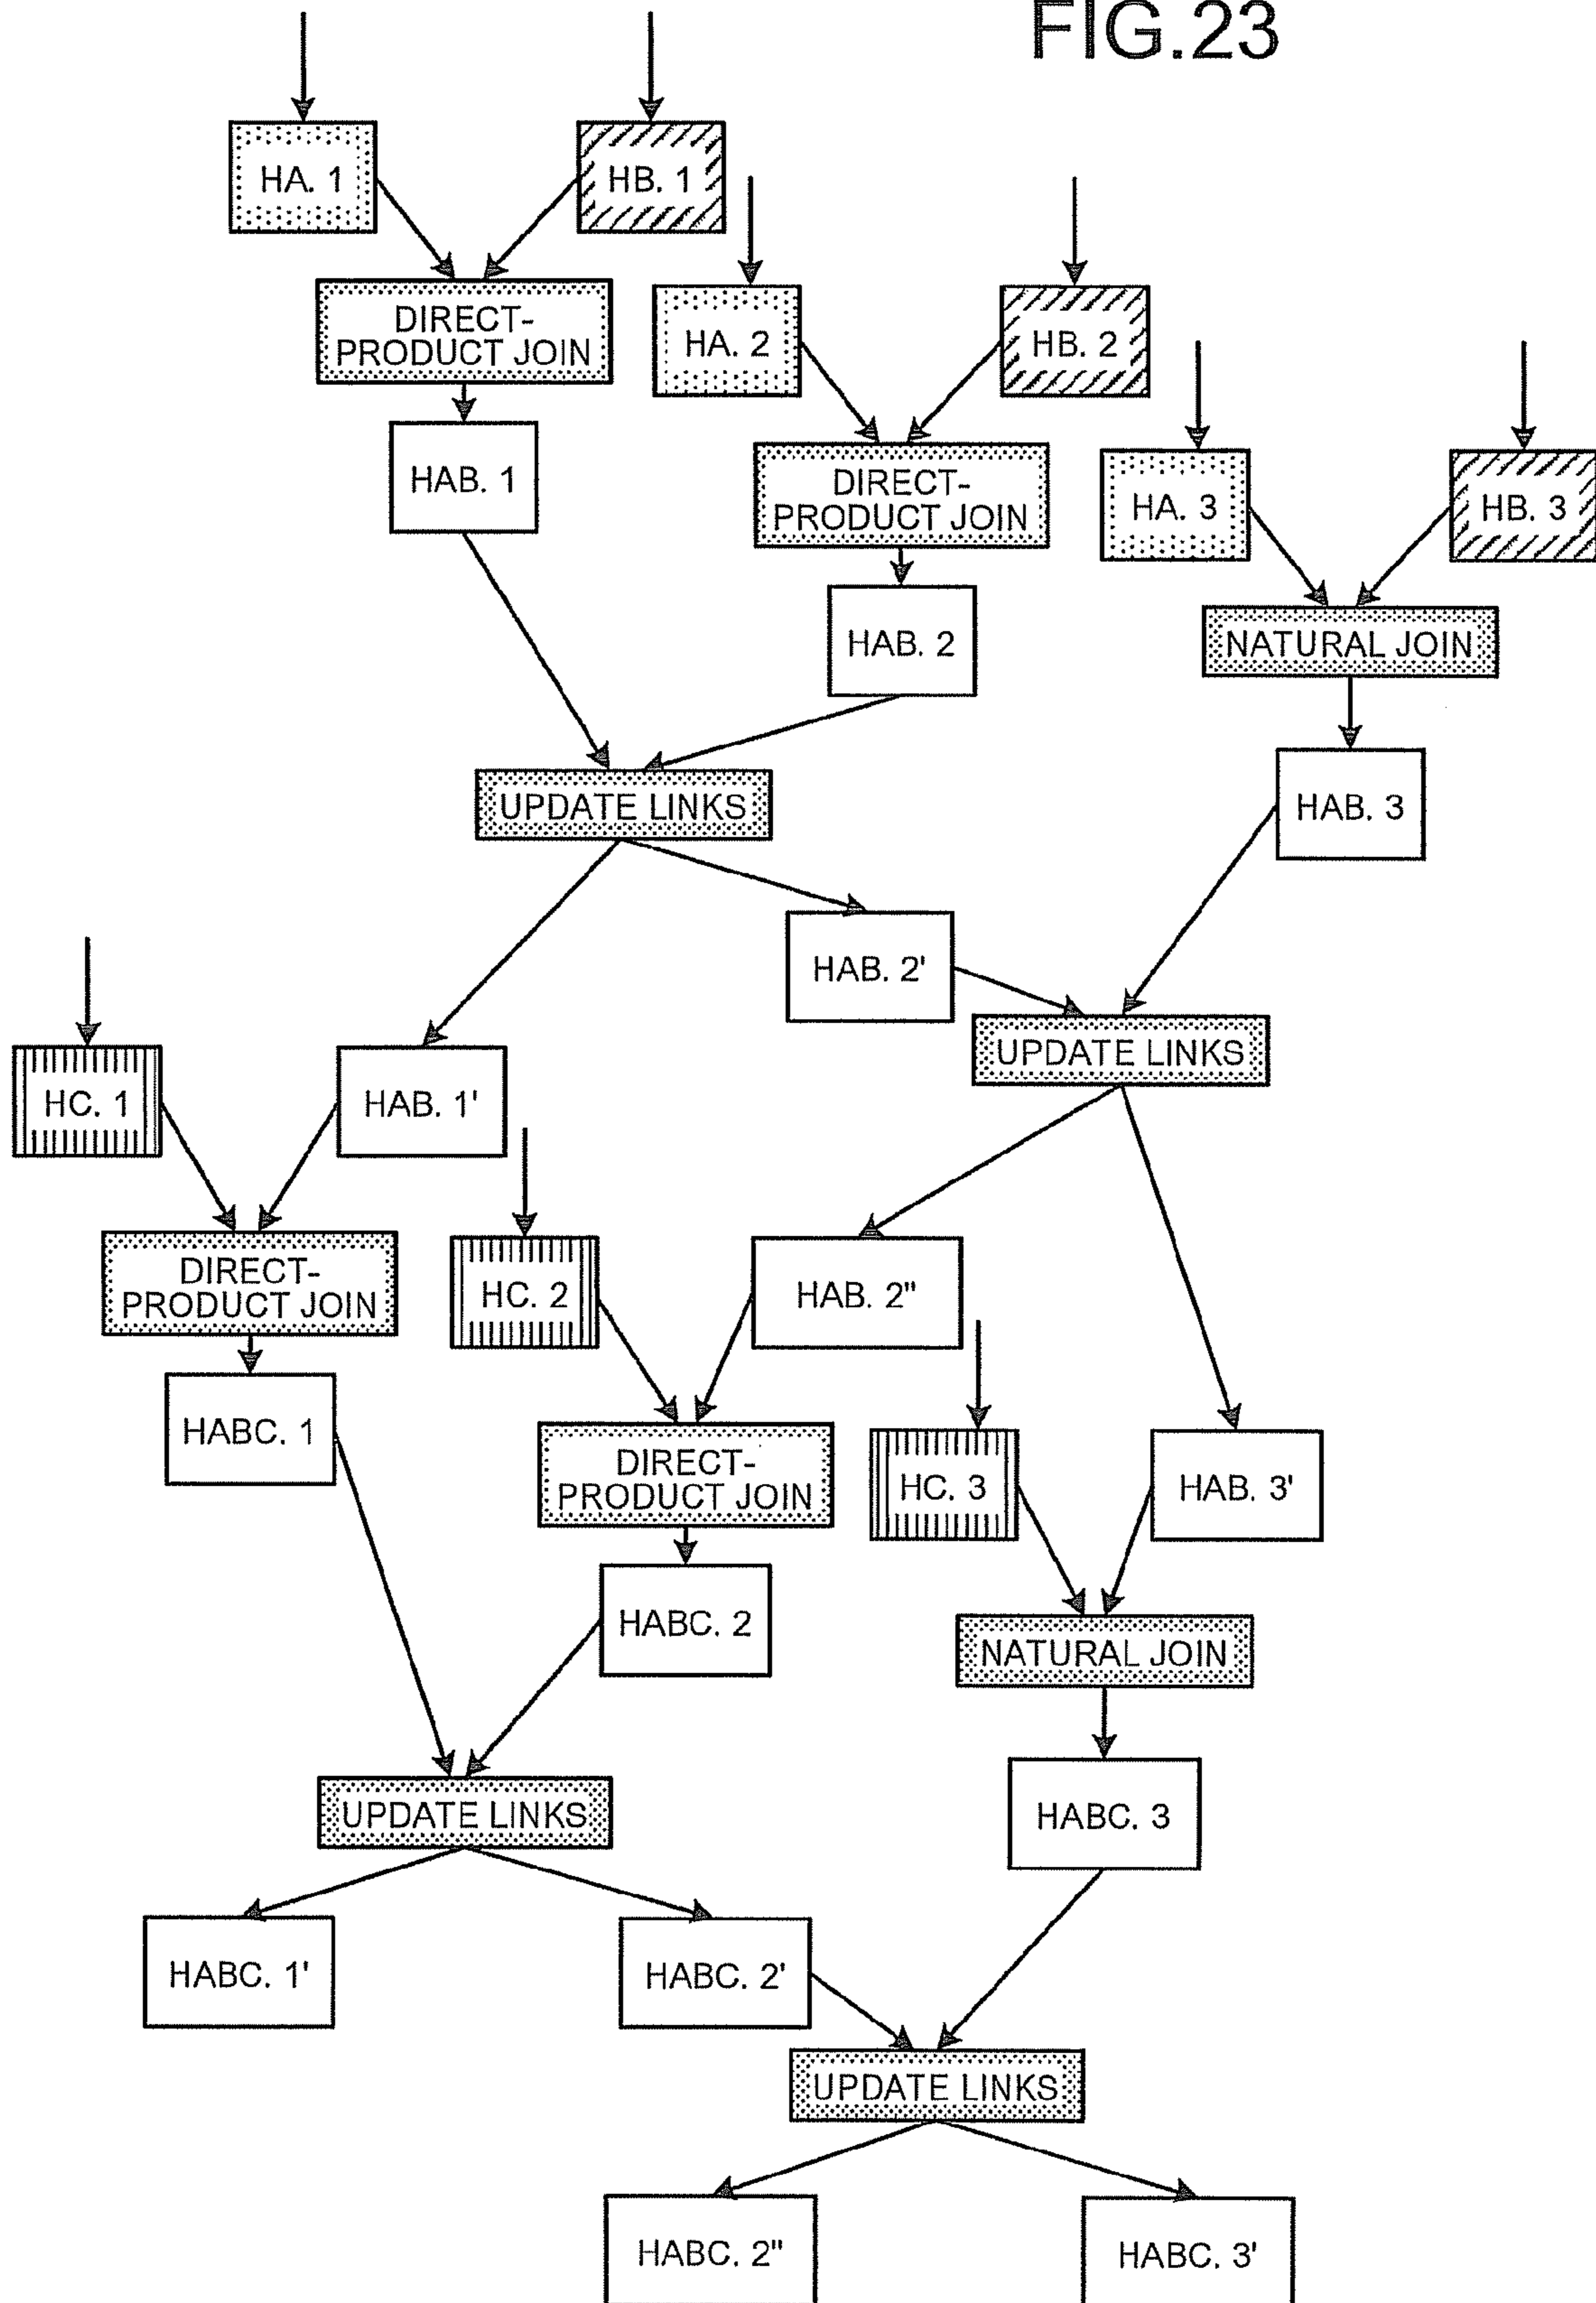 FIG.23
HA. 1
HB. 1
DIRECT-
PRODUCT JOIN
HA. 2
HB. 2
HAB. 1
DIRECT-
PRODUCT JOIN
HA. 3
HB. 3
HAB. 2
NATURAL JOIN
UPDATE LINKS
HAB. 3
HAB. 2'
UPDATE LINKS
HC. 1
HAB. 1'
DIRECT-
PRODUCT JOIN
HC. 2
HAB. 2"
HABC. 1
DIRECT-
PRODUCT JOIN
HC. 3
HAB. 3'
HABC. 2
NATURAL JOIN
UPDATE LINKS
HABC. 3
HABC. 1'
HABC. 2'
UPDATE LINKS
HABC. 2"
HABC. 3'